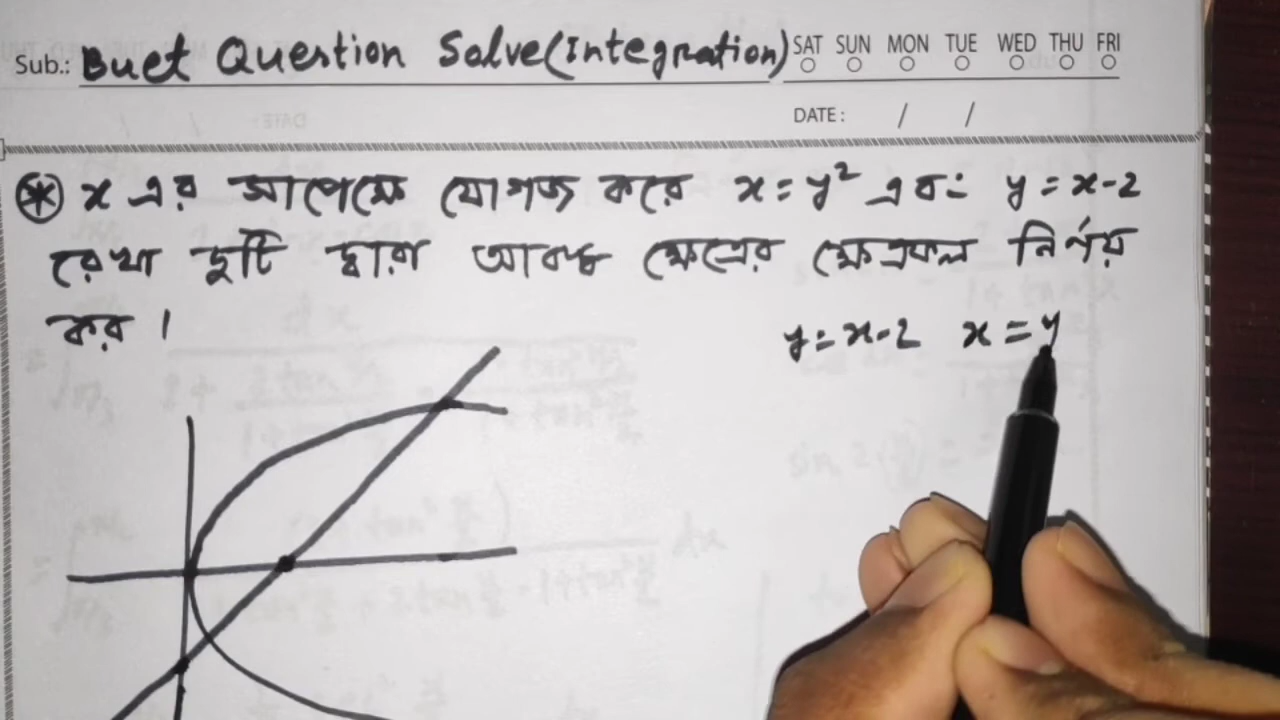 Sub.: Buet Question Solve(Integration) SAT SUN MON TUE WED THU FRI
DATE: / /
x এর সাপেক্ষে যোগজ করে x = y² এবং y = x-2
রেখা দুটি দ্বারা আবদ্ধ ক্ষেত্রের ক্ষেত্রফল নির্ণয়
কর ।
y = x-2 x = y